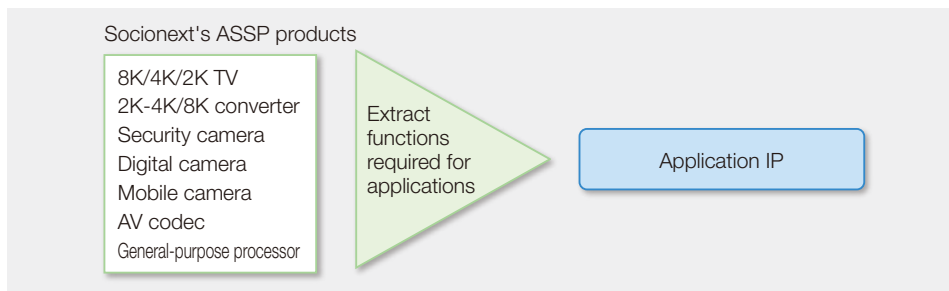 Socionext's ASSP products
8K/4K/2K TV
2K-4K/8K converter
Security camera
Digital camera
Mobile camera
AV codec
General-purpose processor
Extract
functions
required for
applications
Application IP